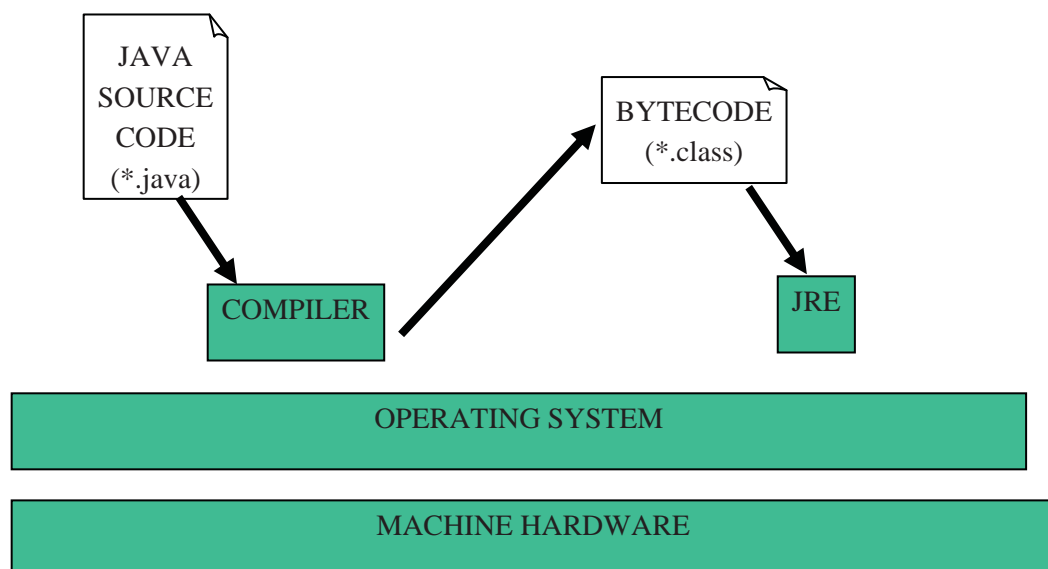 JAVA
SOURCE
CODE
(*.java)
BYTECODE
(*.class)
COMPILER
JRE
OPERATING SYSTEM
MACHINE HARDWARE